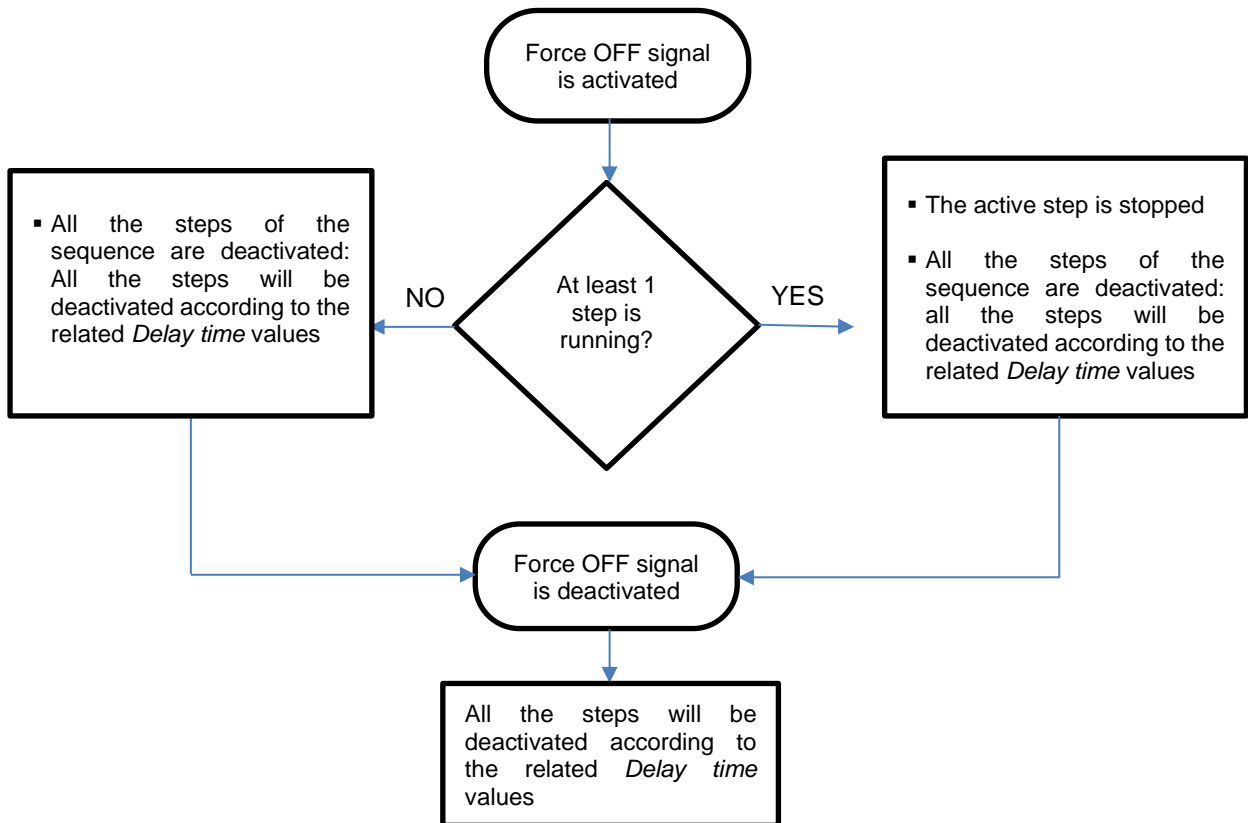 Force OFF signal
is activated
▪ All the steps of the
sequence are deactivated:
All the steps will be
deactivated according to the
related Delay time values
NO
At least 1
step is
running?
YES
▪ The active step is stopped
▪ All the steps of the
sequence are deactivated:
all the steps will be
deactivated according to the
related Delay time values
Force OFF signal
is deactivated
All the steps will be
deactivated according to
the related Delay time
values